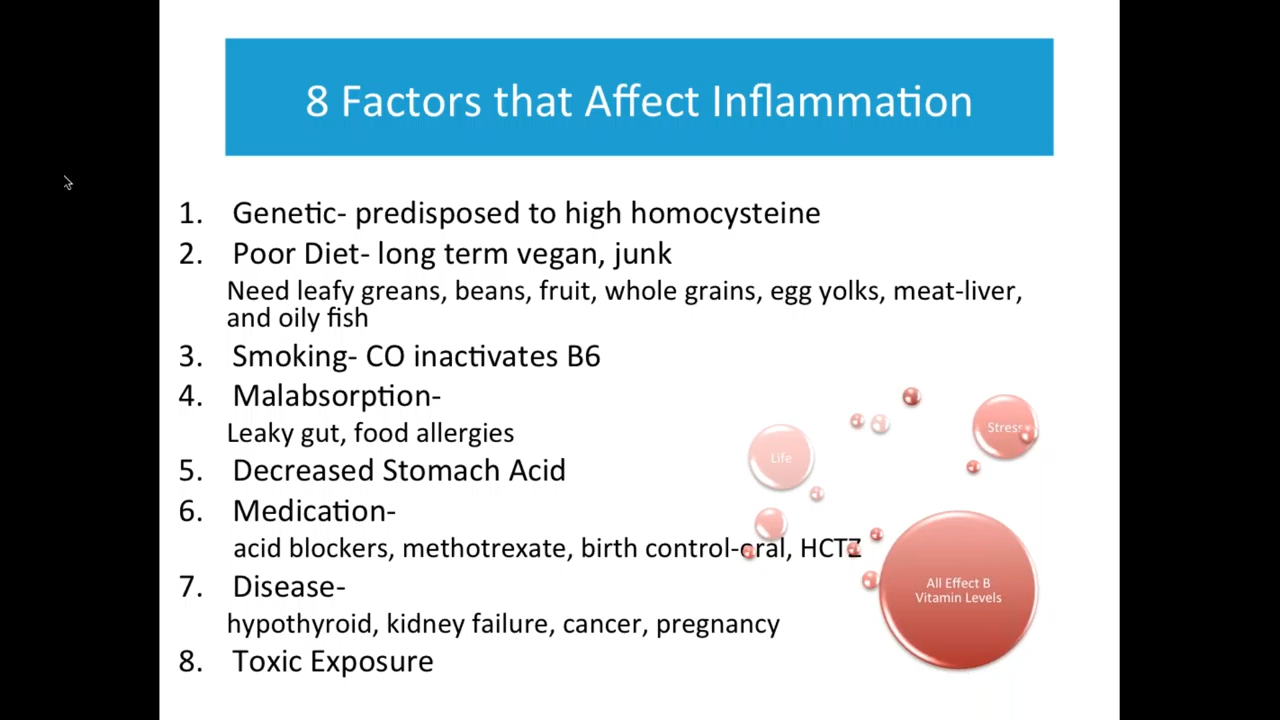 8 Factors that Affect Inflammation
1. Genetic- predisposed to high homocysteine
2. Poor Diet- long term vegan, junk
Need leafy greans, beans, fruit, whole grains, egg yolks, meat-liver,
and oily fish
3. Smoking- CO inactivates B6
4. Malabsorption-
Leaky gut, food allergies
5. Decreased Stomach Acid
6. Medication-
acid blockers, methotrexate, birth control-oral, HCTZ
7. Disease-
hypothyroid, kidney failure, cancer, pregnancy
8. Toxic Exposure
Life
Stress
All Effect B
Vitamin Levels